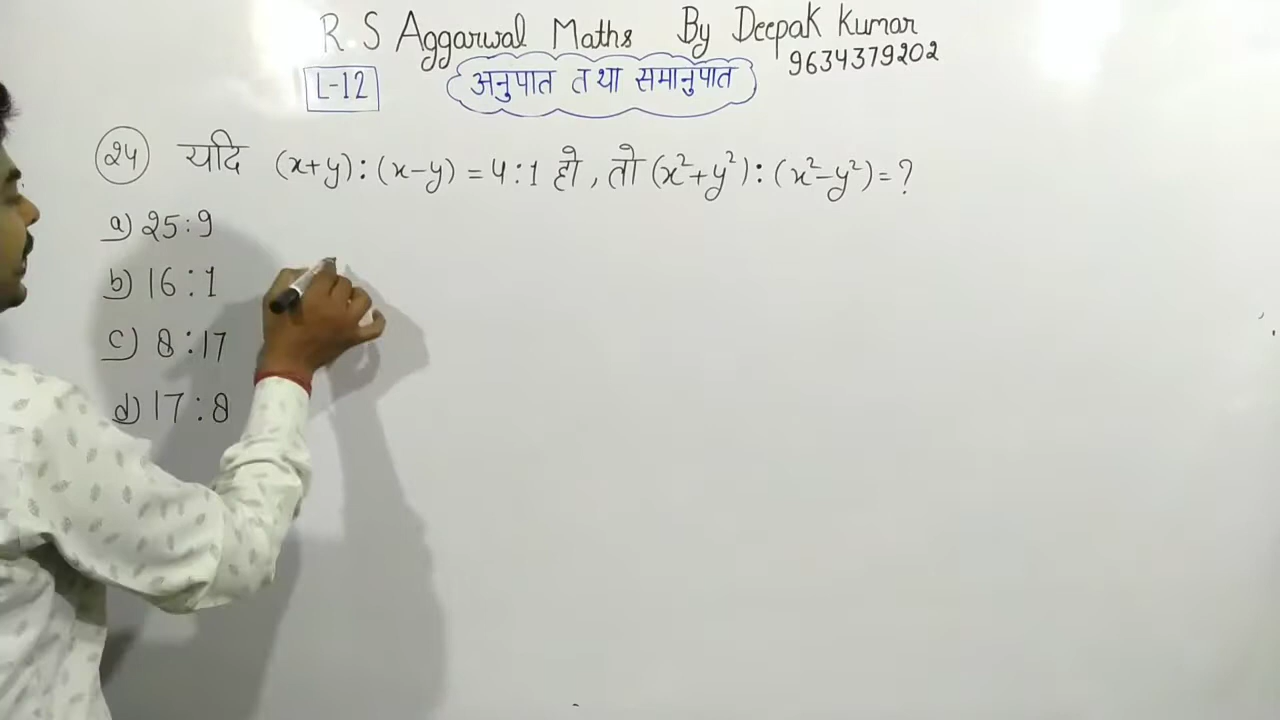 R.S Aggarwal Maths By Deepak Kumar
9634379202
L-12 अनुपात तथा समानुपात
24 यदि (x+y):(x-y)=4:1 हो, तो (x²+y²):(x²-y²)=?
a) 25:9
b) 16:1
c) 8:17
d) 17:8